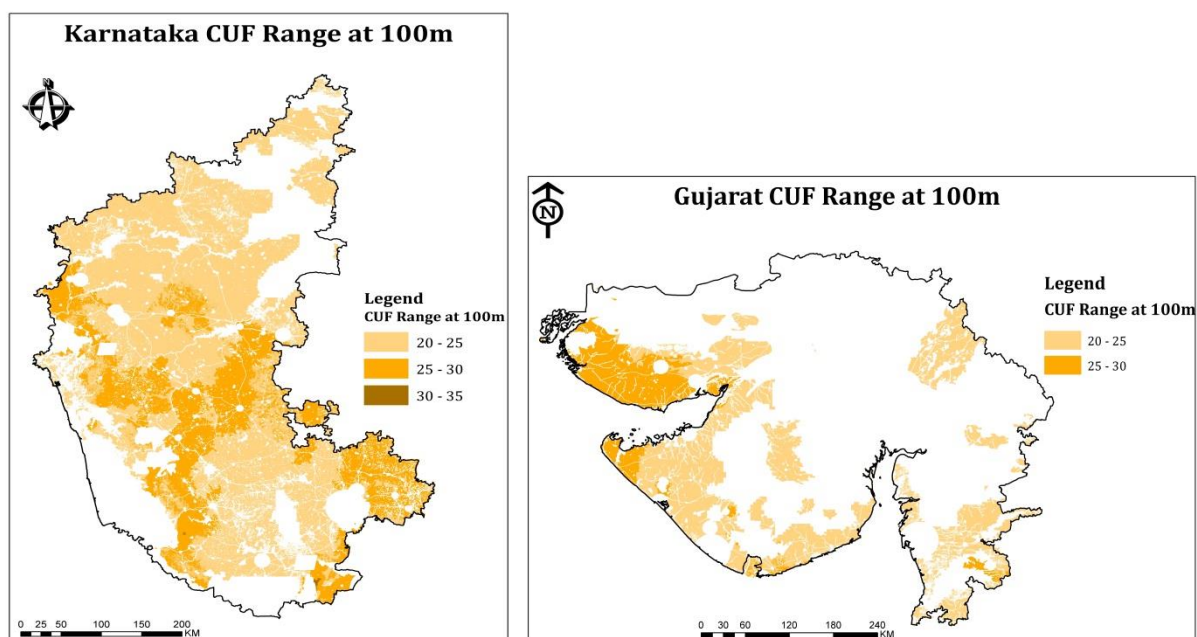 Karnataka CUF Range at 100m
N
Legend
CUF Range at 100m
20 - 25
25 - 30
30 - 35
0 25 50 100 150 200
KM
Gujarat CUF Range at 100m
N
Legend
CUF Range at 100m
20 - 25
25 - 30
0 30 60 120 180 240
KM